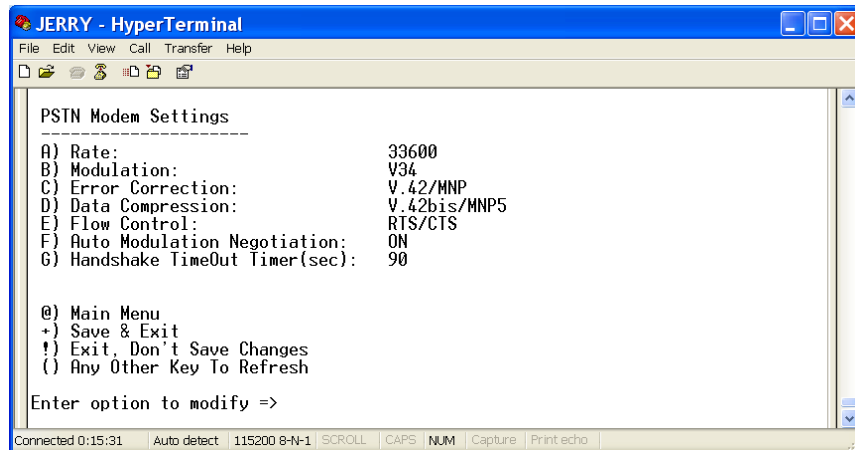 JERRY - HyperTerminal
File Edit View Call Transfer Help
PSTN Modem Settings
----------------------
A) Rate: 33600
B) Modulation: V34
C) Error Correction: V.42/MNP
D) Data Compression: V.42bis/MNP5
E) Flow Control: RTS/CTS
F) Auto Modulation Negotiation: ON
G) Handshake TimeOut Timer(sec): 90
@) Main Menu
+) Save & Exit
!) Exit, Don't Save Changes
() Any Other Key To Refresh
Enter option to modify =>
Connected 0:15:31 Auto detect 115200 8-N-1 SCROLL CAPS NUM Capture Print echo